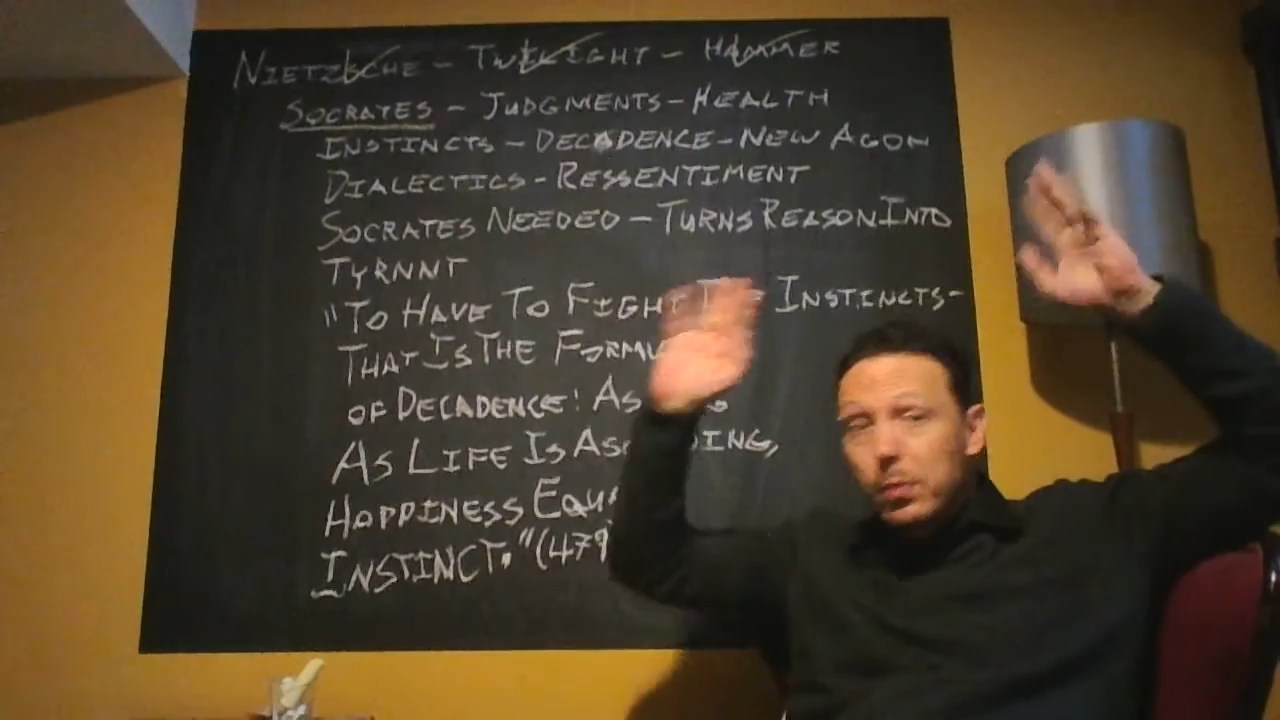 NIETZSCHE - TWILIGHT - HAMMER
SOCRATES - JUDGMENTS - HEALTH
INSTINCTS - DECADENCE - NEW AGON
DIALECTICS - RESSENTIMENT
SOCRATES NEEDED - TURNS REASON INTO
TYRNNT
"TO HAVE TO FIGHT INSTINCTS -
THAT IS THE
OF DECADENCE: AS
AS LIFE IS
HAPPINESS
INSTINCT." (479